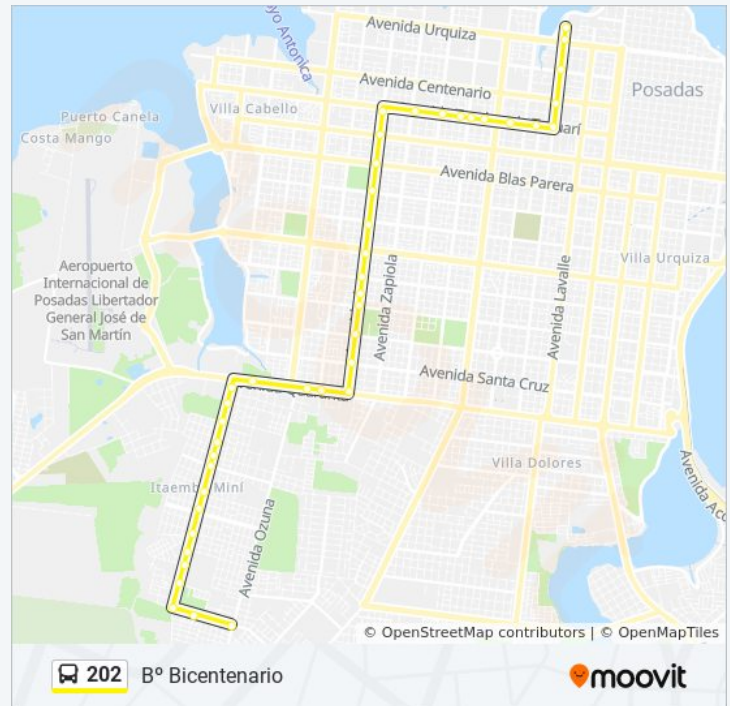 Avenida Urquiza
Avenida Centenario
Posadas
Puerto Canela
Villa Cabello
Costa Mango
Avenida Blas Parera
Villa Urquiza
Aeropuerto
Internacional de
Posadas Libertador
General José de
San Martín
Avenida Zapiola
Avenida Lavalle
Avenida Santa Cruz
Villa Dolores
Itaembé Miní
Avenida Ozuna
© OpenStreetMap contributors | © OpenMapTiles
202 Bº Bicentenario
moovit